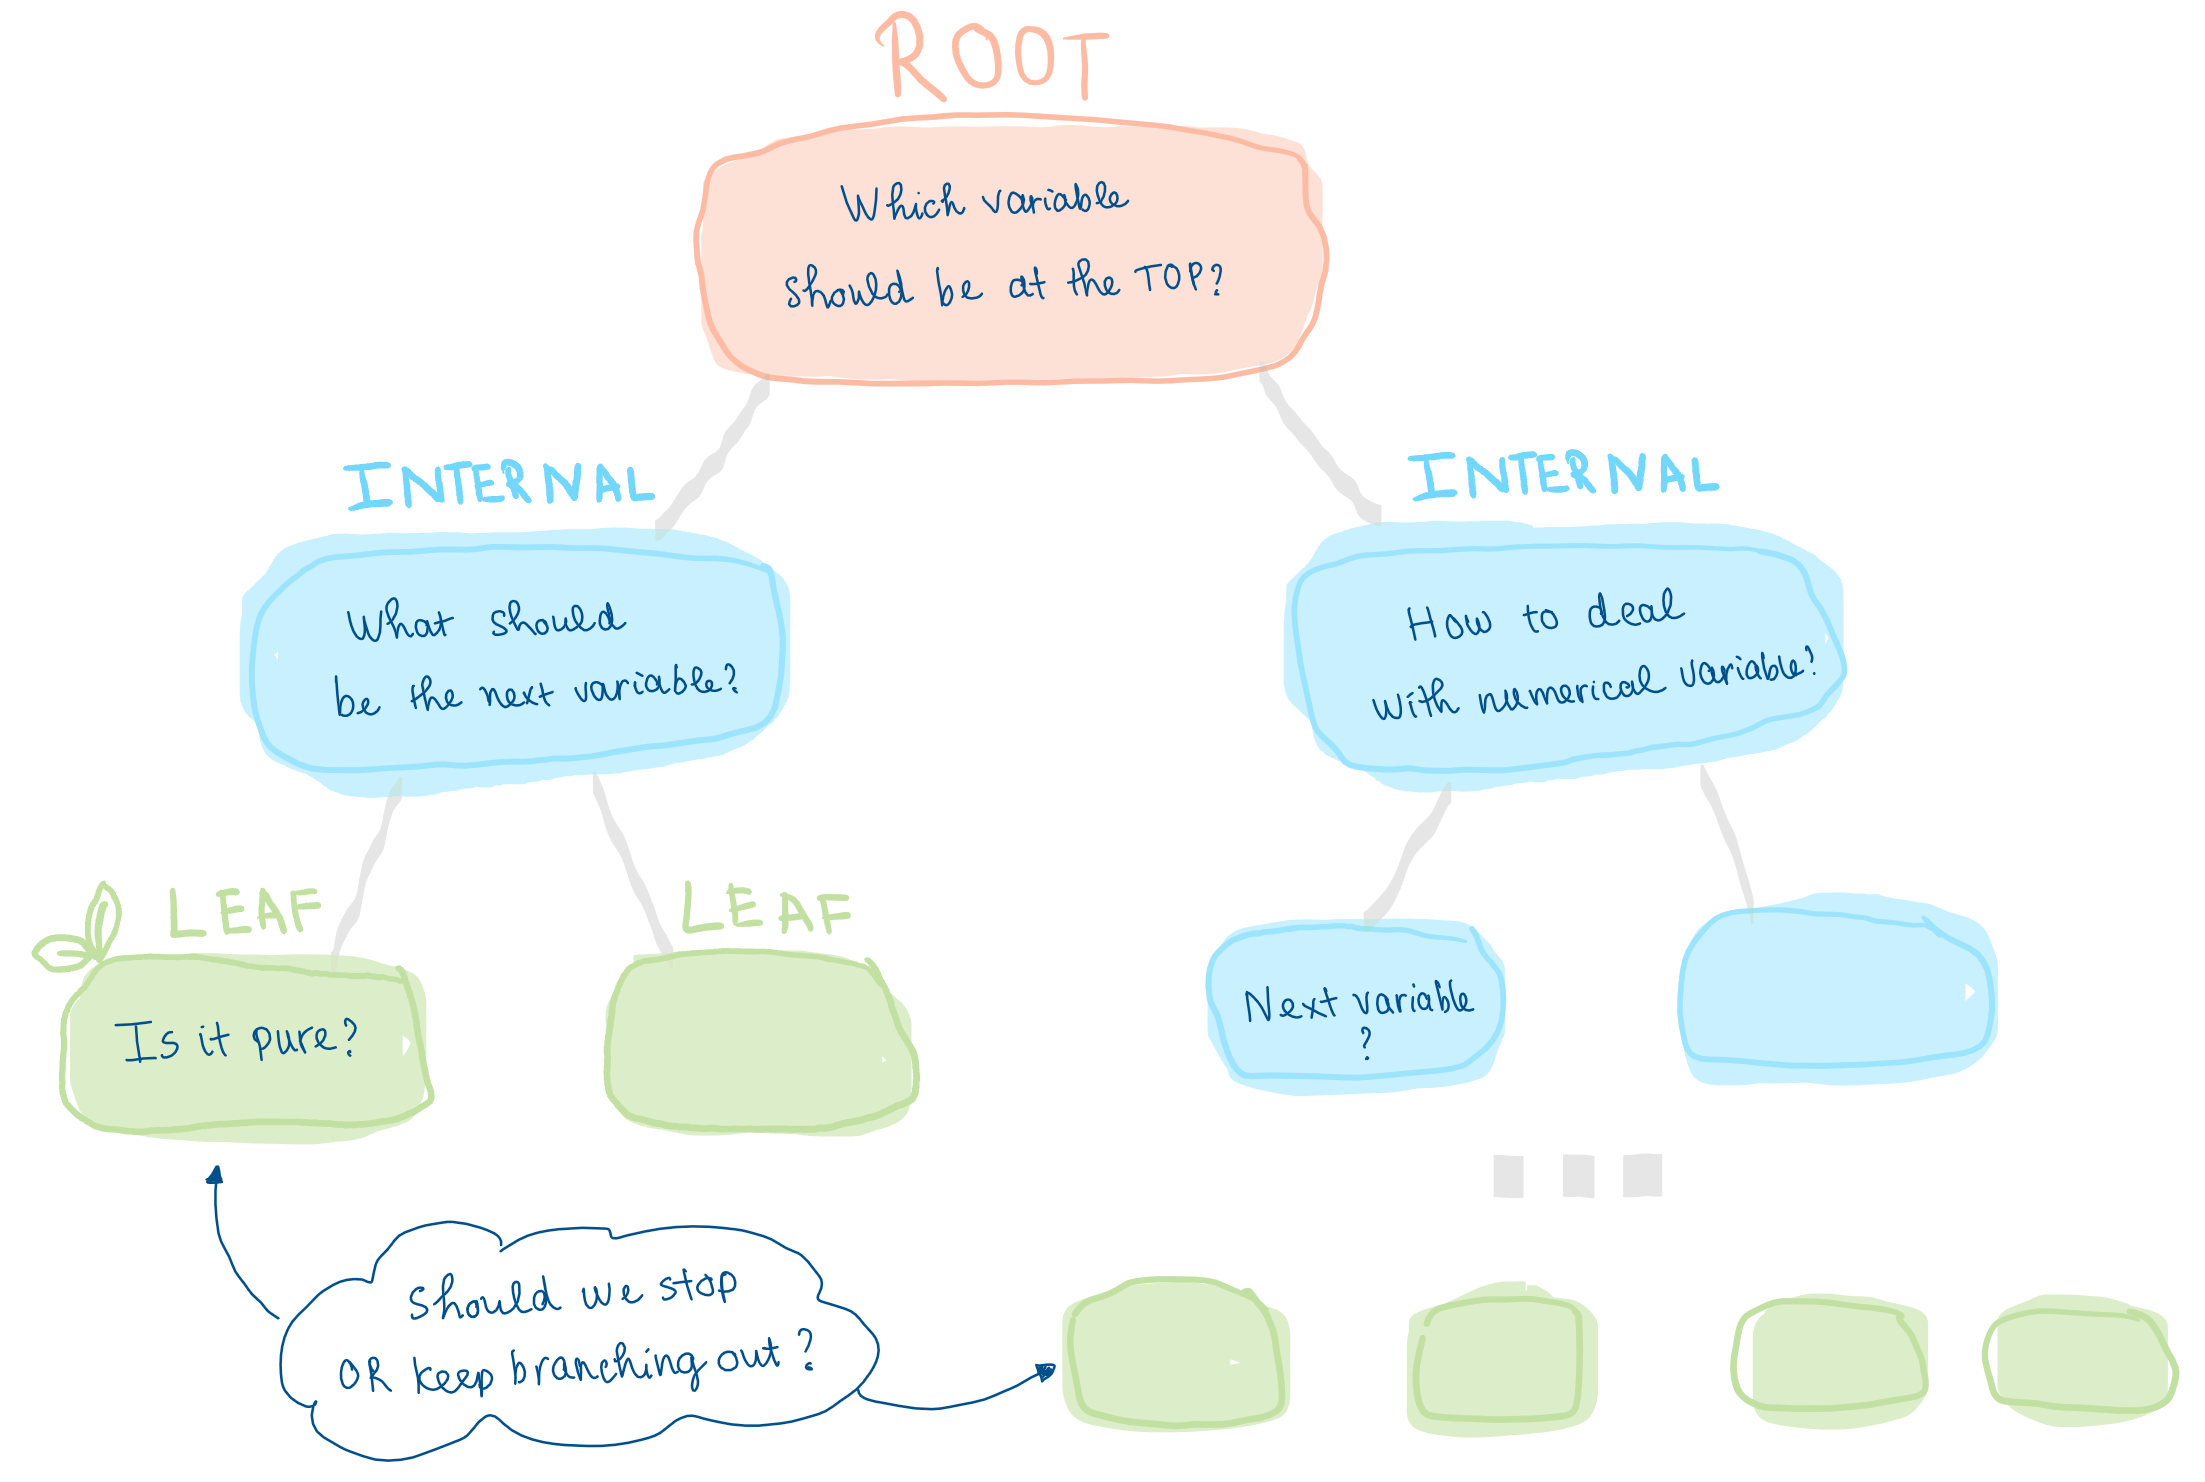 ROOT
Which variable
should be at the TOP?
INTERNAL
What should
be the next variable?
INTERNAL
How to deal
with numerical variable?
LEAF
Is it pure?
LEAF
Next variable
?
Should we stop
OR keep branching out?